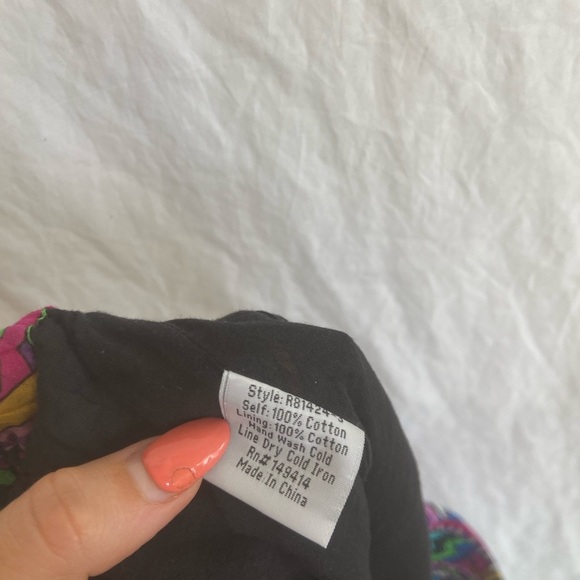 Style: R81424-S
Self: 100% Cotton
Lining: 100% Cotton
Hand Wash Cold
Line Dry Cold Iron
Rn# 149414
Made In China